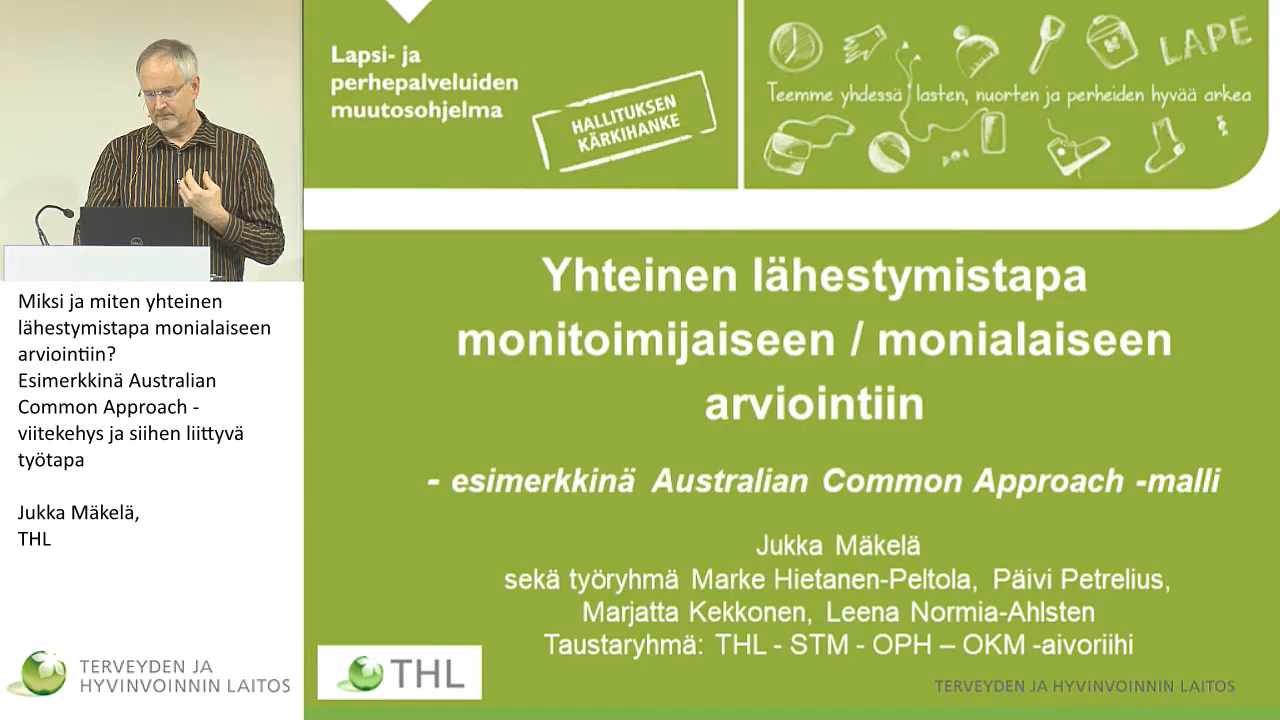 Lapsi- ja
perhepalveluiden
muutosohjelma
HALLITUKSEN
KÄRKIHANKE
LAPE
Teemme yhdessä lasten, nuorten ja perheiden hyvää arkea
Miksi ja miten yhteinen
lähestymistapa monialaiseen
arviointiin?
Esimerkkinä Australian
Common Approach -
viitekehys ja siihen liittyvä
työtapa
Jukka Mäkelä,
THL
TERVEYDEN JA
HYVINVOINNIN LAITOS
Yhteinen lähestymistapa
monitoimijaiseen / monialaiseen
arviointiin
- esimerkkinä Australian Common Approach -malli
Jukka Mäkelä
sekä työryhmä Marke Hietanen-Peltola, Päivi Petrelius,
Marjatta Kekkonen, Leena Normia-Ahlsten
Taustaryhmä: THL - STM - OPH – OKM -aivoriihi
THL
TERVEYDEN JA HYVINVOINNIN LAITOS